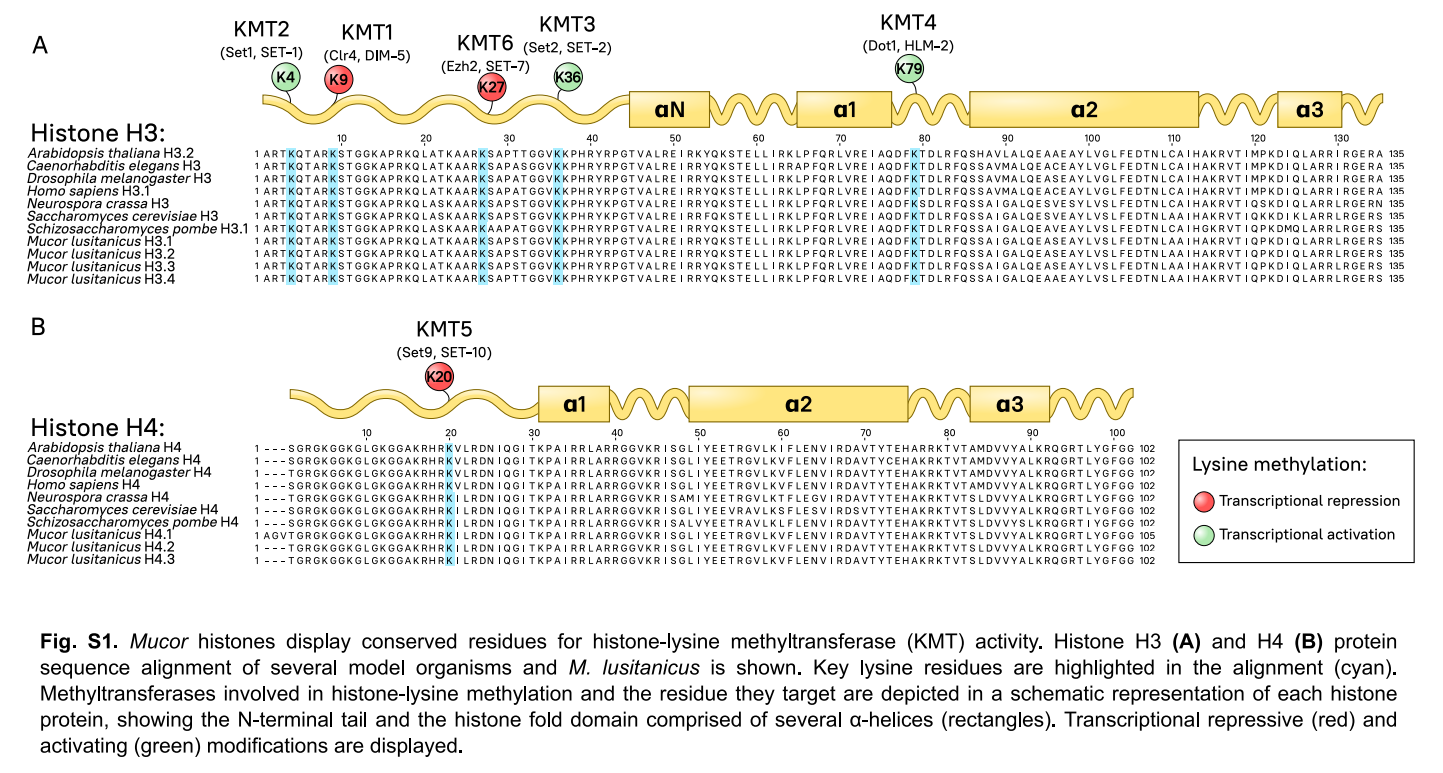 A
KMT2
(Set1, SET–1)
KMT1
(Clr4, DIM–5)
KMT6
(Ezh2, SET–7)
KMT3
(Set2, SET–2)
KMT4
(Dot1, HLM–2)
K4 K9 K27 K36 K79
αN α1 α2 α3
Histone H3:
10 20 30 40 50 60 70 80 90 100 110 120 130
Arabidopsis thaliana H3.2 1 ARTKQTARKSTGGKAPRKQLATKAARKSAPTTGGVKKPHRYRPGTVALREIRKYQKSTELLIRKLPFQRLVREIAQDFKTDLRFQSHAVLALQEAAEAYLVGLFEDTNLCAIHAKRVTIMPKDIQLARRIRGERA 135
Caenorhabditis elegans H3 1 ARTKQTARKSTGGKAPRKQLATKAARKSAPASGGVKKPHRYRPGTVALREIRRYQKSTELLIRRAPFQRLVREIAQDFKTDLRFQSSAVMALQEACEAYLVGLFEDTNLCAIHAKRVTIMPKDIQLARRIRGERA 135
Drosophila melanogaster H3 1 ARTKQTARKSTGGKAPRKQLATKAARKSAPATGGVKKPHRYRPGTVALREIRRYQKSTELLIRKLPFQRLVREIAQDFKTDLRFQSSAVMALQEASEAYLVGLFEDTNLCAIHAKRVTIMPKDIQLARRIRGERA 135
Homo sapiens H3.1 1 ARTKQTARKSTGGKAPRKQLATKAARKSAPATGGVKKPHRYRPGTVALREIRRYQKSTELLIRKLPFQRLVREIAQDFKTDLRFQSSAVMALQEACEAYLVGLFEDTNLCAIHAKRVTIMPKDIQLARRIRGERA 135
Neurospora crassa H3 1 ARTKQTARKSTGGKAPRKQLASKAARKSAPSTGGVKKPHRYKPGTVALREIRRYQKSTELLIRKLPFQRLVREIAQDFKSDLRFQSSAIGALQESVESYLVSLFEDTNLCAIHAKRVTIQSKDIQLARRLRGERN 135
Saccharomyces cerevisiae H3 1 ARTKQTARKSTGGKAPRKQLASKAARKSAPSTGGVKKPHRYKPGTVALREIRRFQKSTELLIRKLPFQRLVREIAQDFKTDLRFQSSAIGALQESVEAYLVSLFEDTNLAAIHAKRVTIQKKDIKLARRLRGERS 135
Schizosaccharomyces pombe H3.1 1 ARTKQTARKSTGGKAPRKQLASKAARKAAPATGGVKKPHRYRPGTVALREIRRYQKSTELLIRKLPFQRLVREIAQDFKTDLRFQSSAIGALQEAVEAYLVSLFEDTNLCAIHGKRVTIQPKDMQLARRLRGERS 135
Mucor lusitanicus H3.1 1 ARTKQTARKSTGGKAPRKQLATKAARKSAPSTGGVKKPHRYKPGTVALREIRRYQKSTELLIRKLPFQRLVREIAQDFKTDLRFQSSAIGALQEASEAYLVSLFEDTNLAAIHAKRVTIQPKDIQLARRLRGERS 135
Mucor lusitanicus H3.2 1 ARTKQTARKSTGGKAPRKQLATKAARKSAPSTGGVKKPHRYKPGTVALREIRRYQKSTELLIRKLPFQRLVREIAQDFKTDLRFQSSAIGALQEAAEAYLVSLFEDTNLAAIHAKRVTIQPKDIQLARRLRGERS 135
Mucor lusitanicus H3.3 1 ARTKQTARKSTGGKAPRKQLATKAARKSAPSTGGVKKPHRYKPGTVALREIRRYQKSTELLIRKLPFQRLVREIAQDFKTDLRFQSSAIGALQEAAEAYLVSLFEDTNLAAIHAKRVTIQPKDIQLARRLRGERS 135
Mucor lusitanicus H3.4 1 ARTKQTARKSTGGKAPRKQLATKAARKSAPSTGGVKKPHRYKPGTVALREIRRYQKSTELLIRKLPFQRLVREIAQDFKTDLRFQSSAIGALQEAAEAYLVSLFEDTNLAAIHAKRVTIQPKDIQLARRLRGERS 135
B
KMT5
(Set9, SET–10)
K20
α1 α2 α3
Histone H4:
10 20 30 40 50 60 70 80 90 100
Arabidopsis thaliana H4 1 ---SGRGKGGKGLGKGGAKRHRKVLRDNIQGITKPAIRRLARRGGVKRISGLIYEETRGVLKIFLENVIRDAVTYTEHARRKTVTAMDVVYALKRQGRTLYGFGG 102
Caenorhabditis elegans H4 1 ---SGRGKGGKGLGKGGAKRHRKVLRDNIQGITKPAIRRLARRGGVKRISGLIYEETRGVLKVFLENVIRDAVTYCEHAKRKTVTAMDVVYALKRQGRTLYGFGG 102
Drosophila melanogaster H4 1 ---TGRGKGGKGLGKGGAKRHRKVLRDNIQGITKPAIRRLARRGGVKRISGLIYEETRGVLKVFLENVIRDAVTYTEHAKRKTVTAMDVVYALKRQGRTLYGFGG 102
Homo sapiens H4 1 ---SGRGKGGKGLGKGGAKRHRKVLRDNIQGITKPAIRRLARRGGVKRISGLIYEETRGVLKVFLENVIRDAVTYTEHAKRKTVTAMDVVYALKRQGRTLYGFGG 102
Neurospora crassa H4 1 ---TGRGKGGKGLGKGGAKRHRKILRDNIQGITKPAIRRLARRGGVKRISAMIYEETRGVLKTFLEGVIRDAVTYTEHAKRKTVTSLDVVYALKRQGRTLYGFGG 102
Saccharomyces cerevisiae H4 1 ---SGRGKGGKGLGKGGAKRHRKILRDNIQGITKPAIRRLARRGGVKRISGLIYEEVRAVLKSFLESVIRDSVTYTEHAKRKTVTSLDVVYALKRQGRTLYGFGG 102
Schizosaccharomyces pombe H4 1 ---SGRGKGGKGLGKGGAKRHRKILRDNIQGITKPAIRRLARRGGVKRISALVYEETRAVLKLFLENVIRDAVTYTEHAKRKTVTSLDVVYSLKRQGRTIYGFGG 102
Mucor lusitanicus H4.1 1 AGVTGRGKGGKGLGKGGAKRHRKILRDNIQGITKPAIRRLARRGGVKRISGLIYEETRGVLKVFLENVIRDAVTYTEHAKRKTVTSLDVVYALKRQGRTLYGFGG 105
Mucor lusitanicus H4.2 1 ---TGRGKGGKGLGKGGAKRHRKILRDNIQGITKPAIRRLARRGGVKRISGLIYEETRGVLKVFLENVIRDAVTYTEHAKRKTVTSLDVVYALKRQGRTLYGFGG 102
Mucor lusitanicus H4.3 1 ---TGRGKGGKGLGKGGAKRHRKILRDNIQGITKPAIRRLARRGGVKRISGLIYEETRGVLKVFLENVIRDAVTYTEHAKRKTVTSLDVVYALKRQGRTLYGFGG 102
Lysine methylation:
Transcriptional repression
Transcriptional activation
Fig. S1. Mucor histones display conserved residues for histone-lysine methyltransferase (KMT) activity. Histone H3 (A) and H4 (B) protein
sequence alignment of several model organisms and M. lusitanicus is shown. Key lysine residues are highlighted in the alignment (cyan).
Methyltransferases involved in histone-lysine methylation and the residue they target are depicted in a schematic representation of each histone
protein, showing the N-terminal tail and the histone fold domain comprised of several α-helices (rectangles). Transcriptional repressive (red) and
activating (green) modifications are displayed.